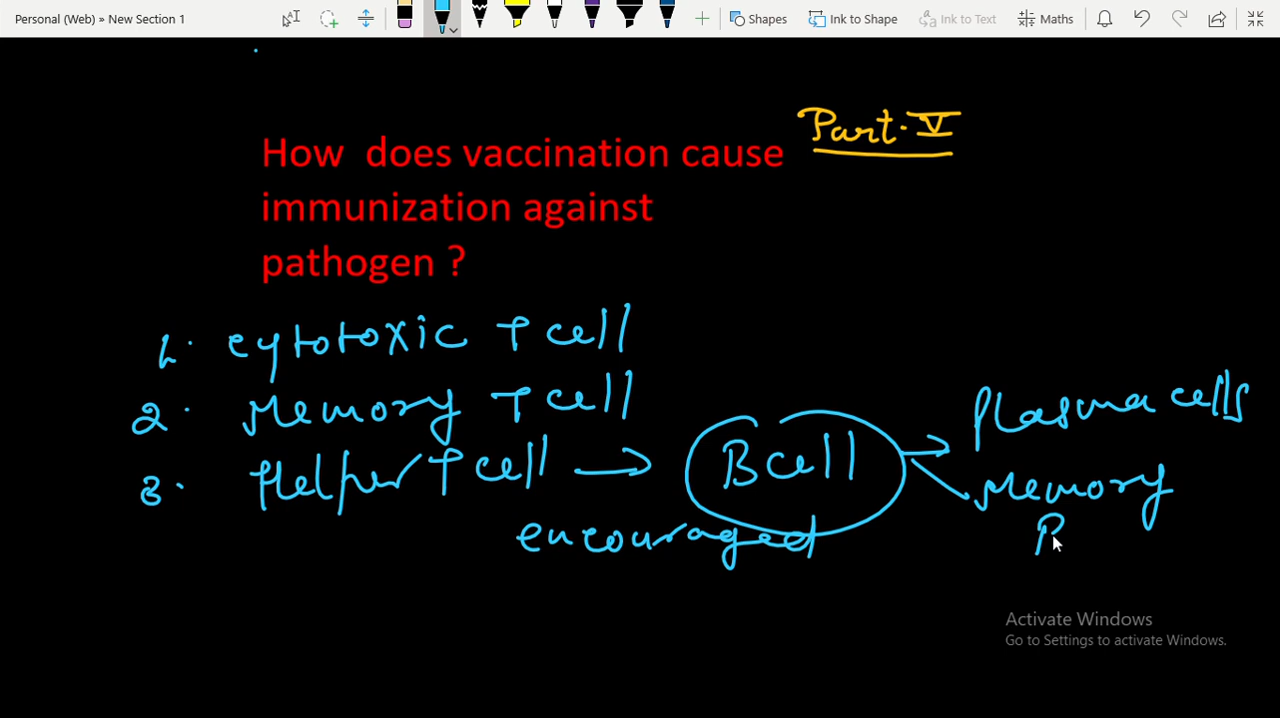 Personal (Web) » New Section 1
Shapes
Ink to Shape
Ink to Text
Maths
Part-V
How does vaccination cause
immunization against
pathogen ?
1. cytotoxic T cell
2. Memory T cell
3. Helper T cell → B cell → Plasma cells
encouraged
Memory
Activate Windows
Go to Settings to activate Windows.